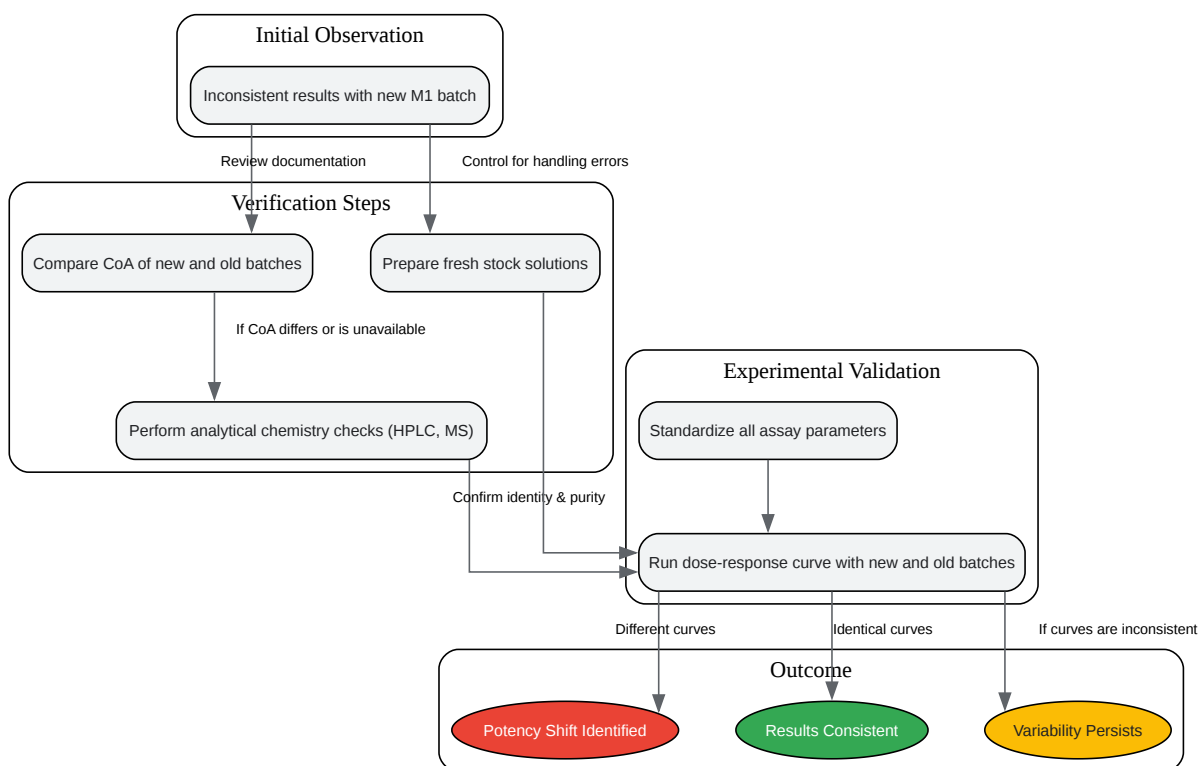 Initial Observation
Inconsistent results with new M1 batch
Review documentation
Control for handling errors
Verification Steps
Compare CoA of new and old batches
Prepare fresh stock solutions
If CoA differs or is unavailable
Experimental Validation
Perform analytical chemistry checks (HPLC, MS)
Standardize all assay parameters
Confirm identity & purity
Run dose-response curve with new and old batches
Different curves
Identical curves
If curves are inconsistent
Outcome
Potency Shift Identified
Results Consistent
Variability Persists